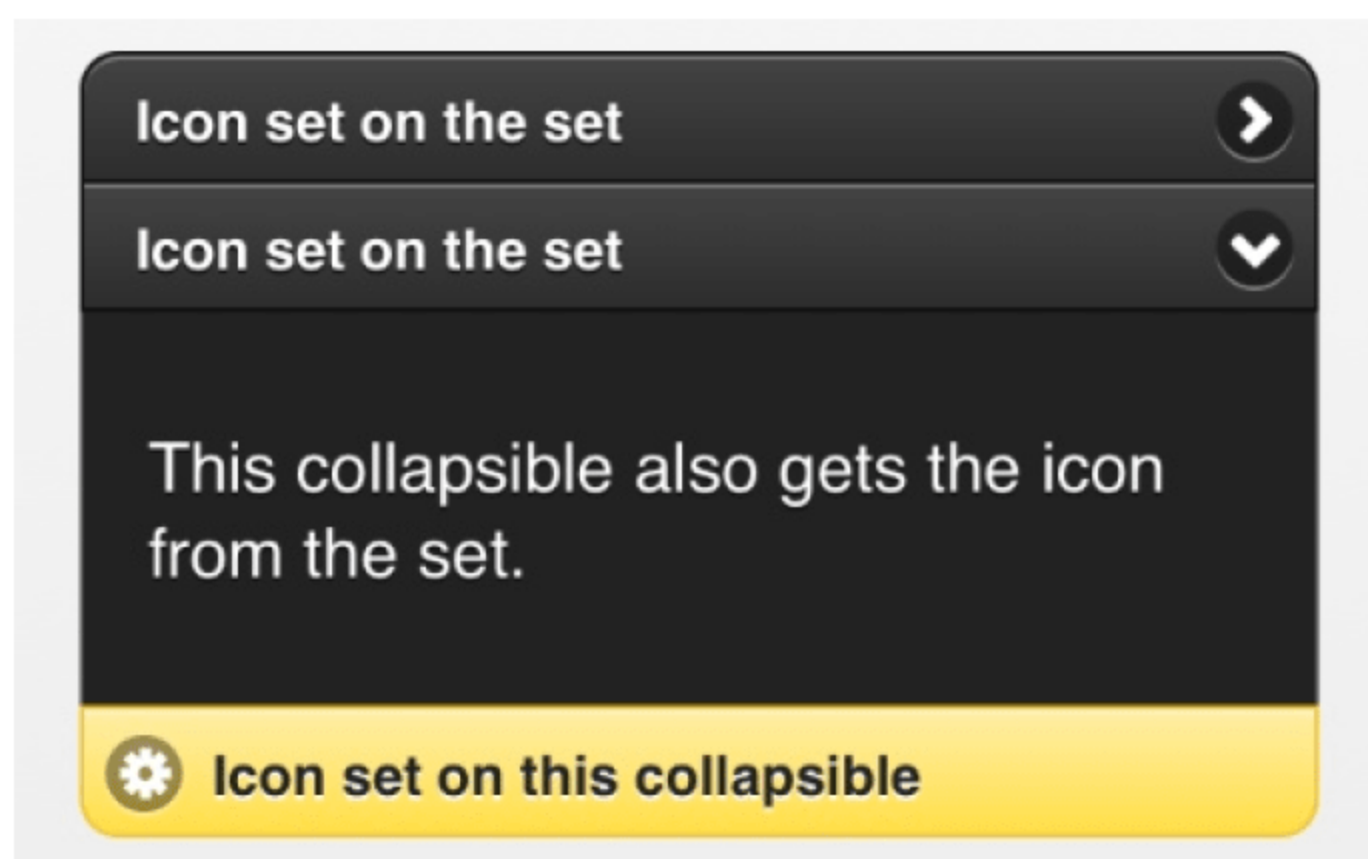 Icon set on the set
Icon set on the set
This collapsible also gets the icon
from the set.
Icon set on this collapsible